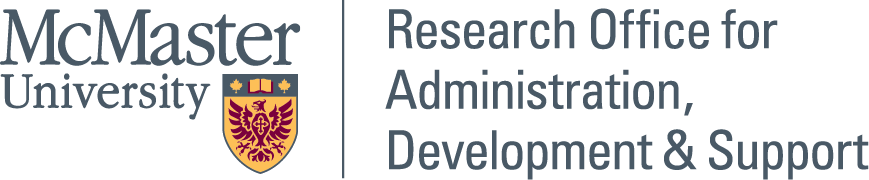 McMaster
University
Research Office for
Administration,
Development & Support